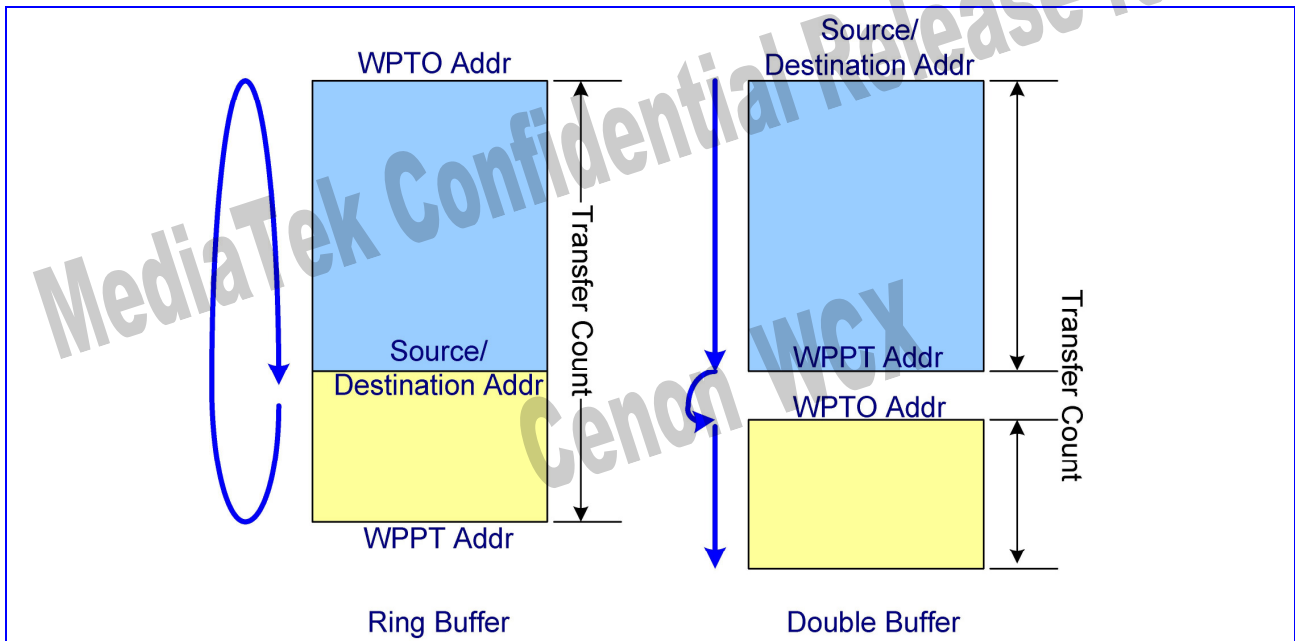 MediaTek Confidential Release
Source/
Destination Addr
WPTO Addr
Transfer Count
Source/
Destination Addr
WPPT Addr
WPPT Addr
WPTO Addr
Transfer Count
Cenon WCX
Ring Buffer
Double Buffer